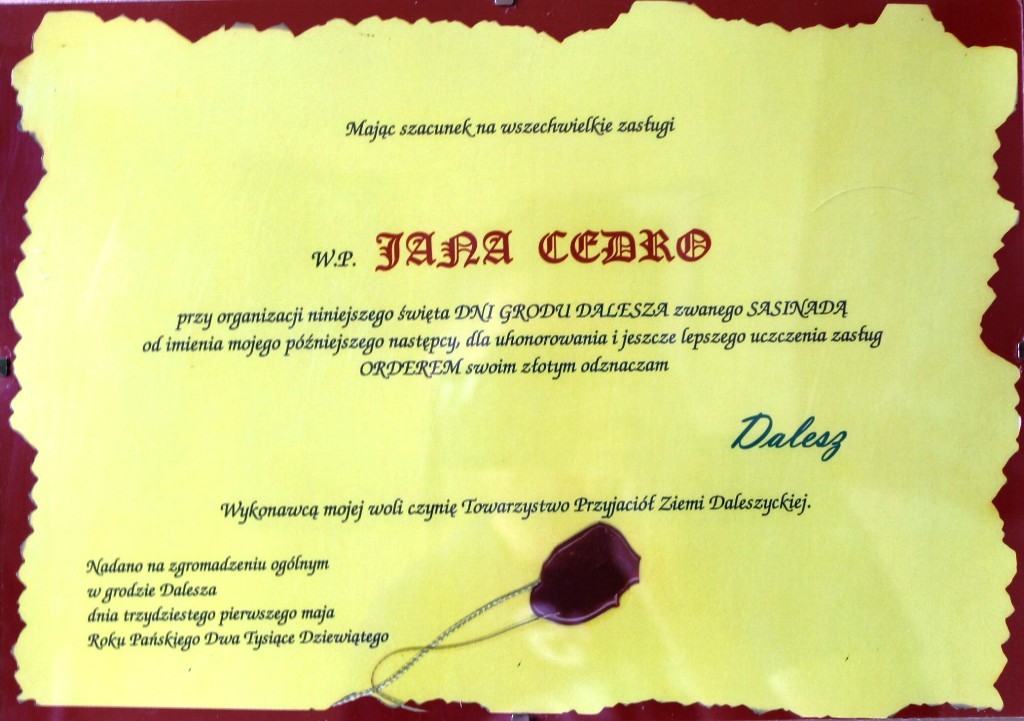 Mając szacunek na wszechwielkie zasługi
W.P. JANA CEDRO
przy organizacji niniejszego święta DNI GRODU DALESZA zwanego SASINADĄ
od imienia mojego późniejszego następcy, dla uhonorowania i jeszcze lepszego uczczenia zasług
ORDEREM swoim złotym odznaczam
Dalesz
Wykonawcą mojej woli czynię Towarzystwo Przyjaciół Ziemi Daleszyckiej.
Nadano na zgromadzeniu ogólnym
w grodzie Dalesza
dnia trzydziestego pierwszego maja
Roku Pańskiego Dwa Tysiące Dziewiątego